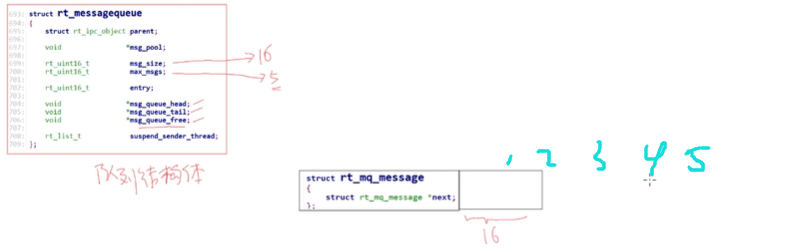 693: struct rt_messagequeue
694: {
695: struct rt_ipc_object parent;
696:
697: void *msg_pool;
698:
699: rt_uint16_t msg_size; 16
700: rt_uint16_t max_msgs; 5
701:
702: rt_uint16_t entry;
703:
704: void *msg_queue_head;
705: void *msg_queue_tail;
706: void *msg_queue_free;
707:
708: rt_list_t suspend_sender_thread;
709: };
队列结构体
1 2 3 4 5
struct rt_mq_message
{
struct rt_mq_message *next;
};
16